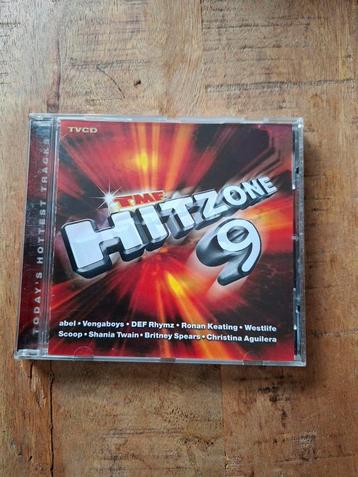 TVCD
TODAY'S HOTTEST TRACKS
TMF
HITZONE
9
abel • Vengaboys • DEF Rhymz • Ronan Keating • Westlife
Scoop • Shania Twain • Britney Spears • Christina Aguilera